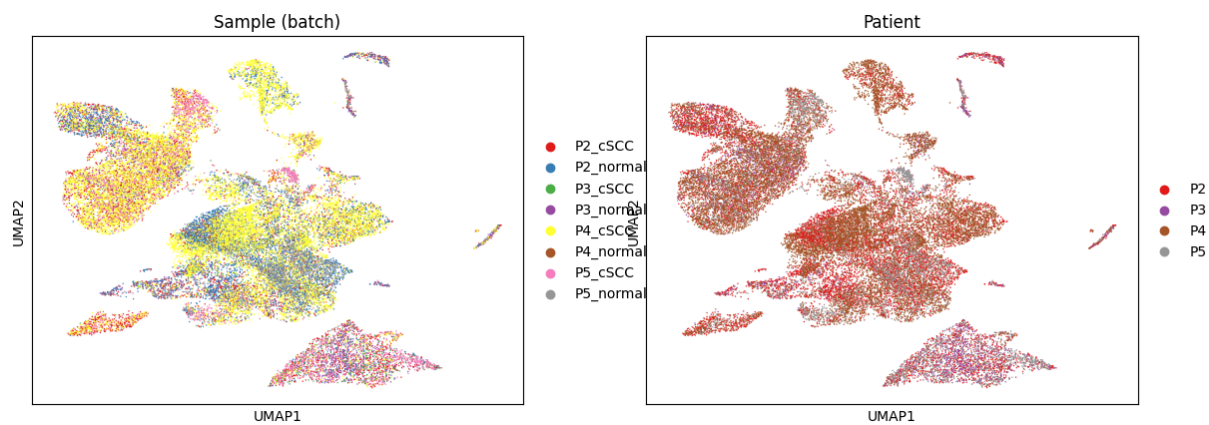 Sample (batch)
UMAP2
UMAP1
P2_cSCC
P2_normal
P3_cSCC
P3_normal
P4_cSCC
P4_normal
P5_cSCC
P5_normal
Patient
UMAP2
UMAP1
P2
P3
P4
P5